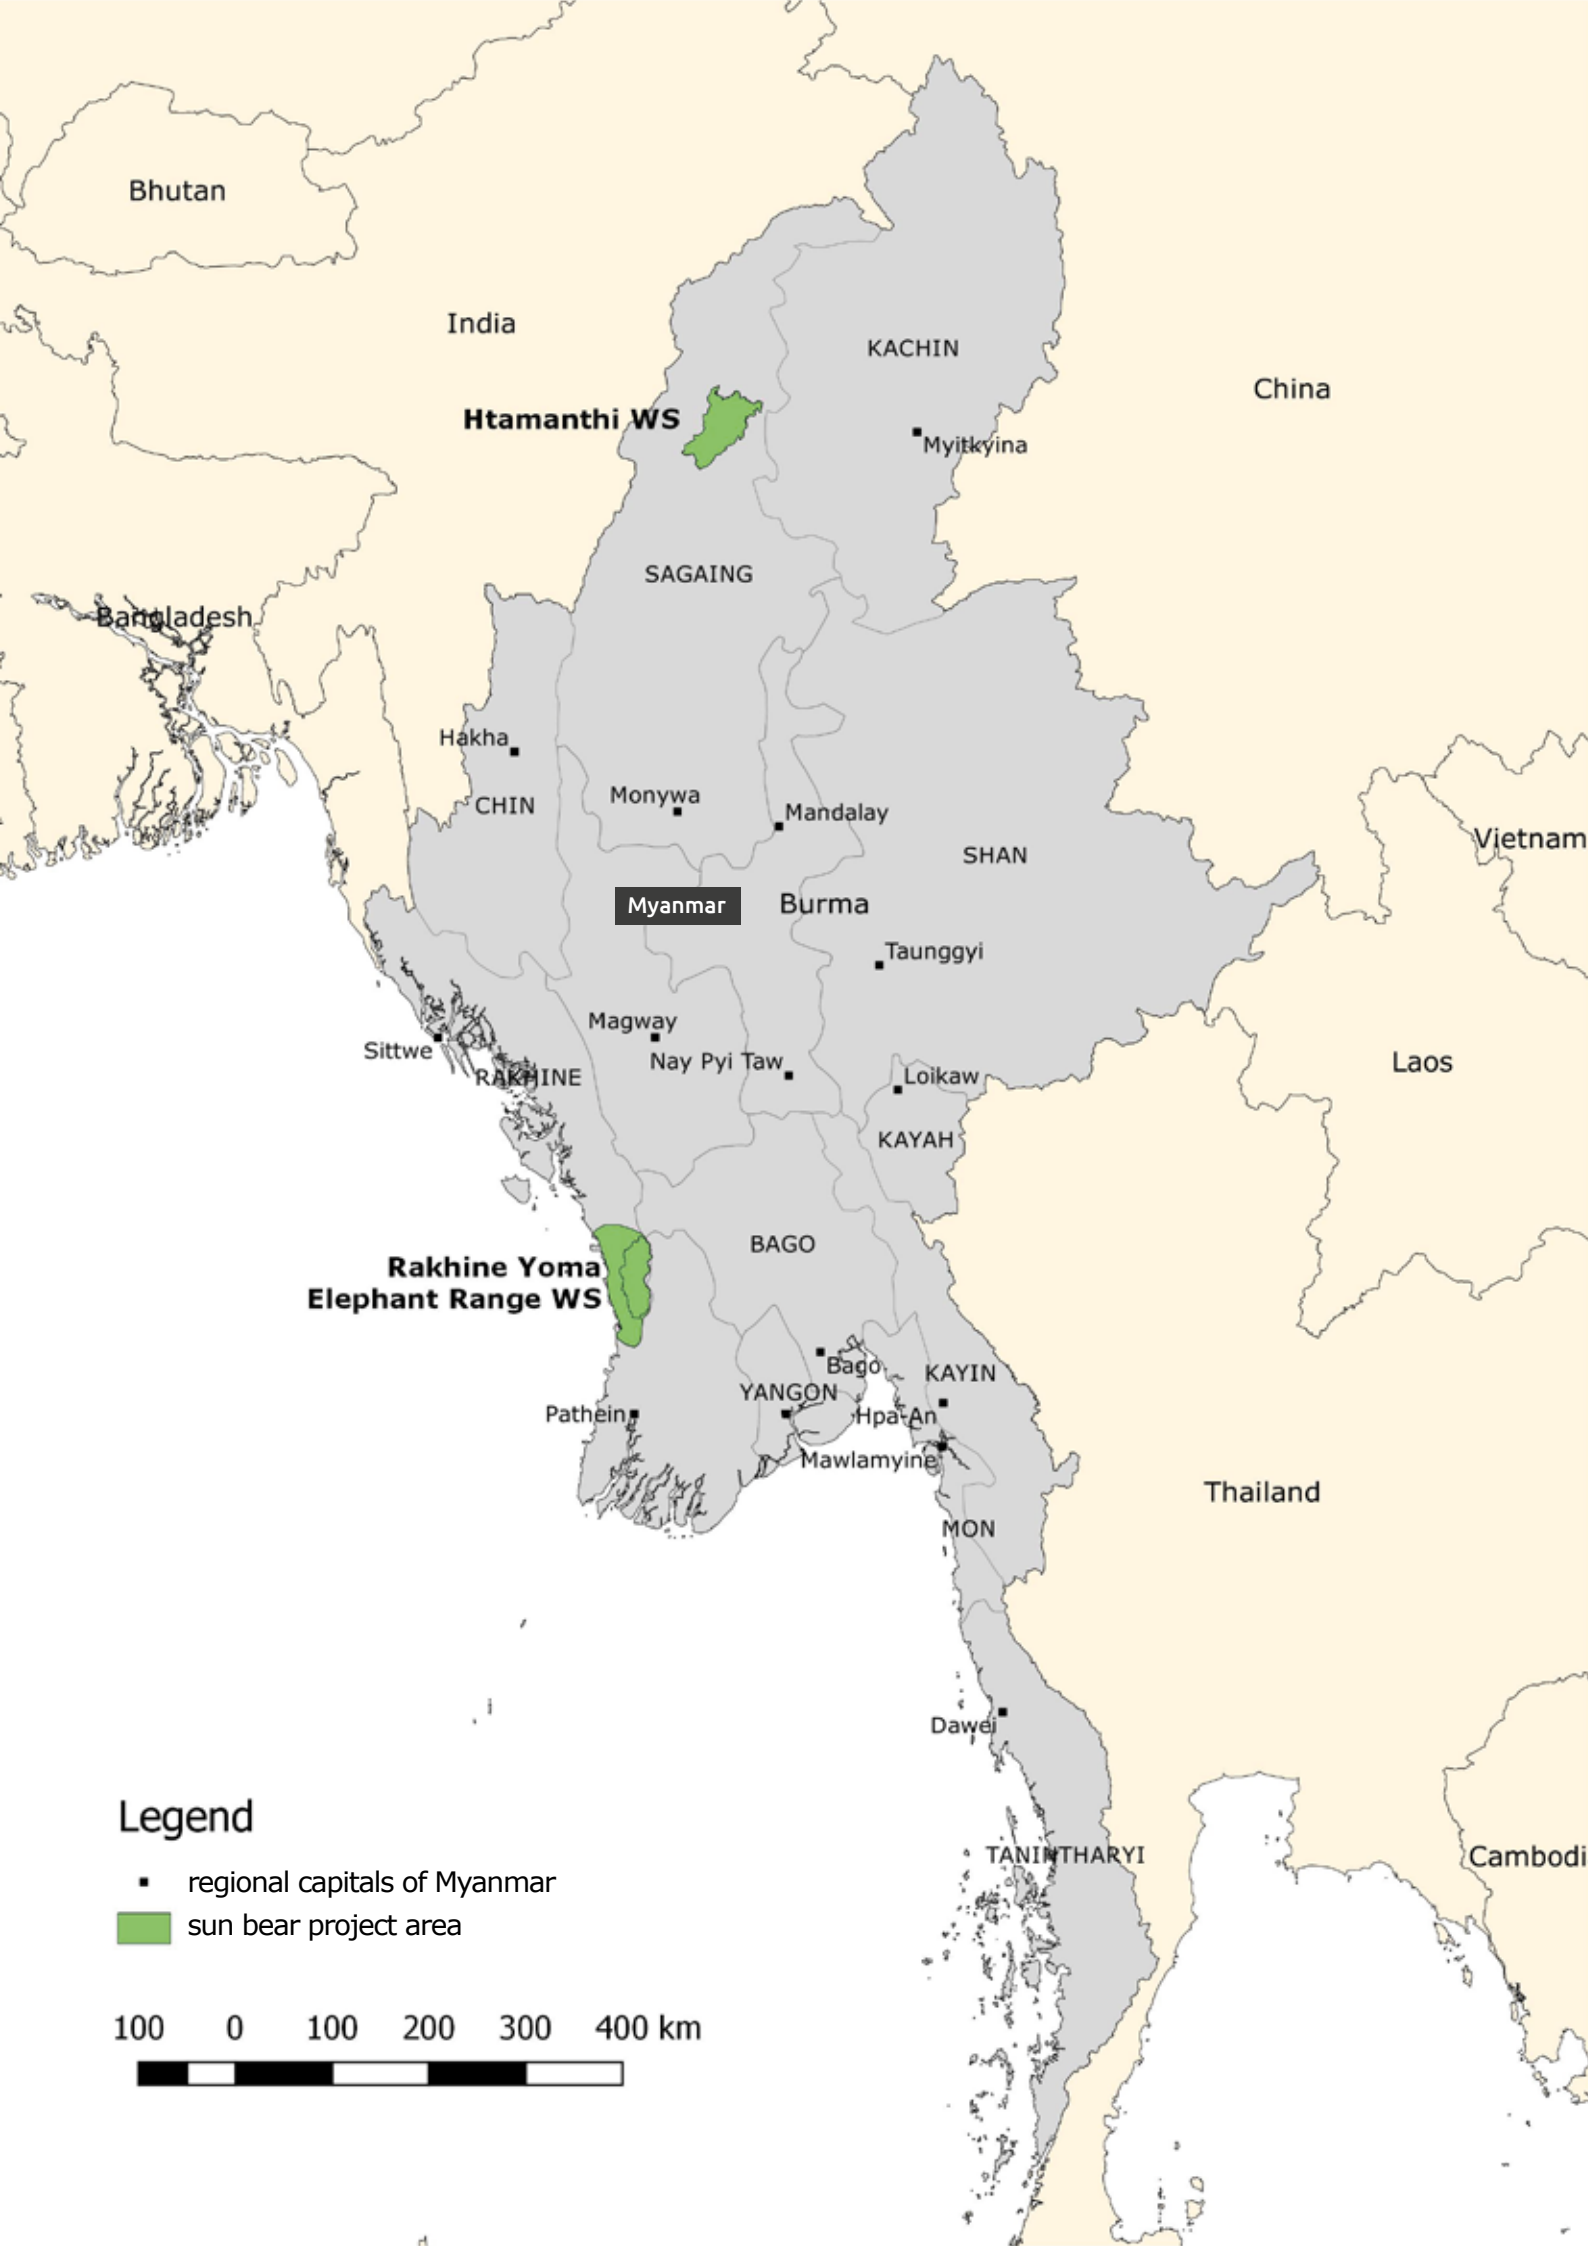 Bhutan
India
KACHIN
China
Htamanthi WS
Myitkyina
SAGAING
Bangladesh
Hakha
CHIN
Monywa
Mandalay
Vietnam
SHAN
Myanmar
Burma
Taunggyi
Magway
Sittwe
Nay Pyi Taw
Laos
RAKHINE
Loikaw
KAYAH
BAGO
Rakhine Yoma
Elephant Range WS
Bago
KAYIN
YANGON
Pathein
Hpa-An
Mawlamyine
Thailand
MON
Dawei
Legend
TANINTHARYI
Cambodi
regional capitals of Myanmar
sun bear project area
100 0 100 200 300 400 km